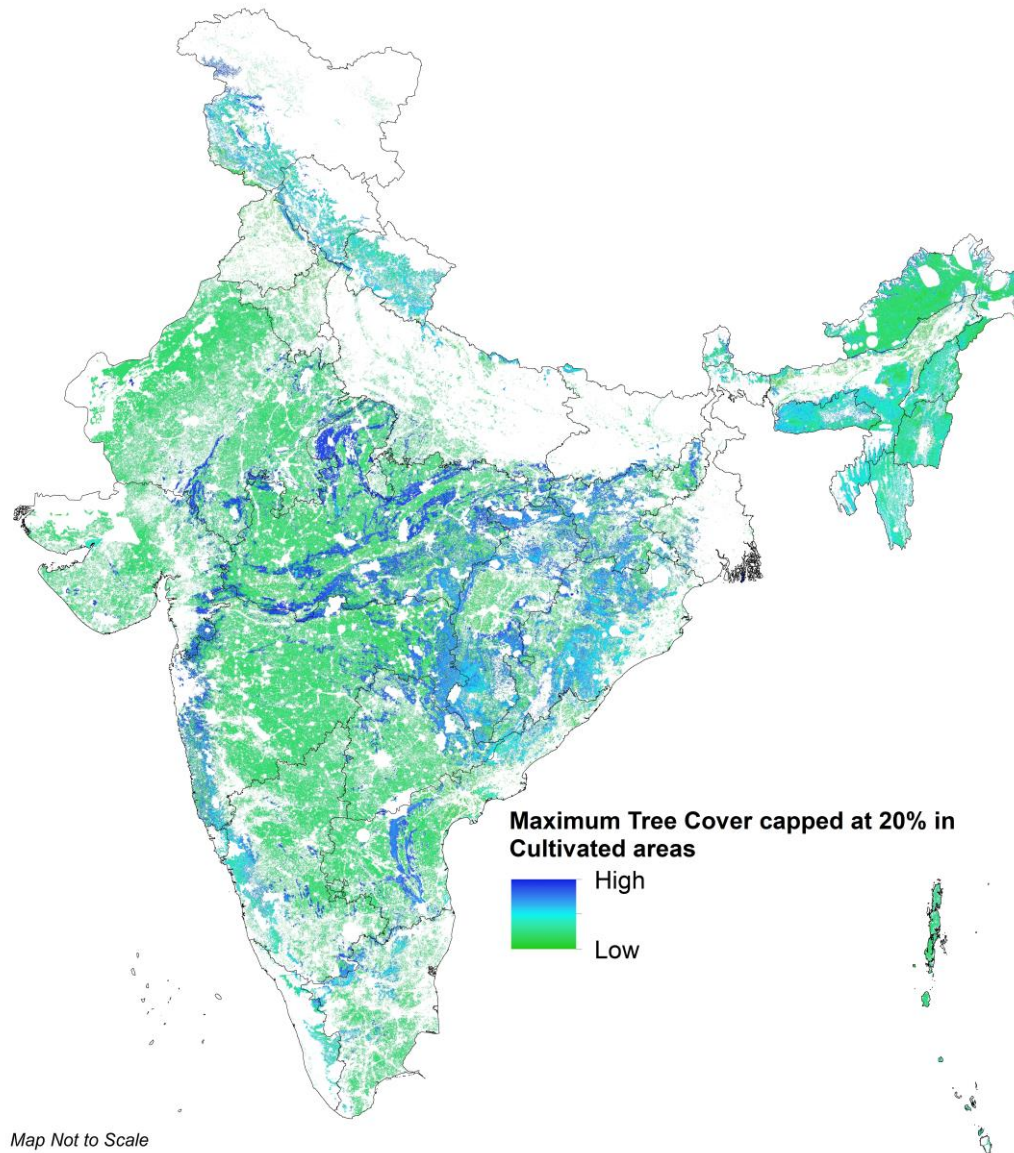 Maximum Tree Cover capped at 20% in
Cultivated areas
High
Low
Map Not to Scale